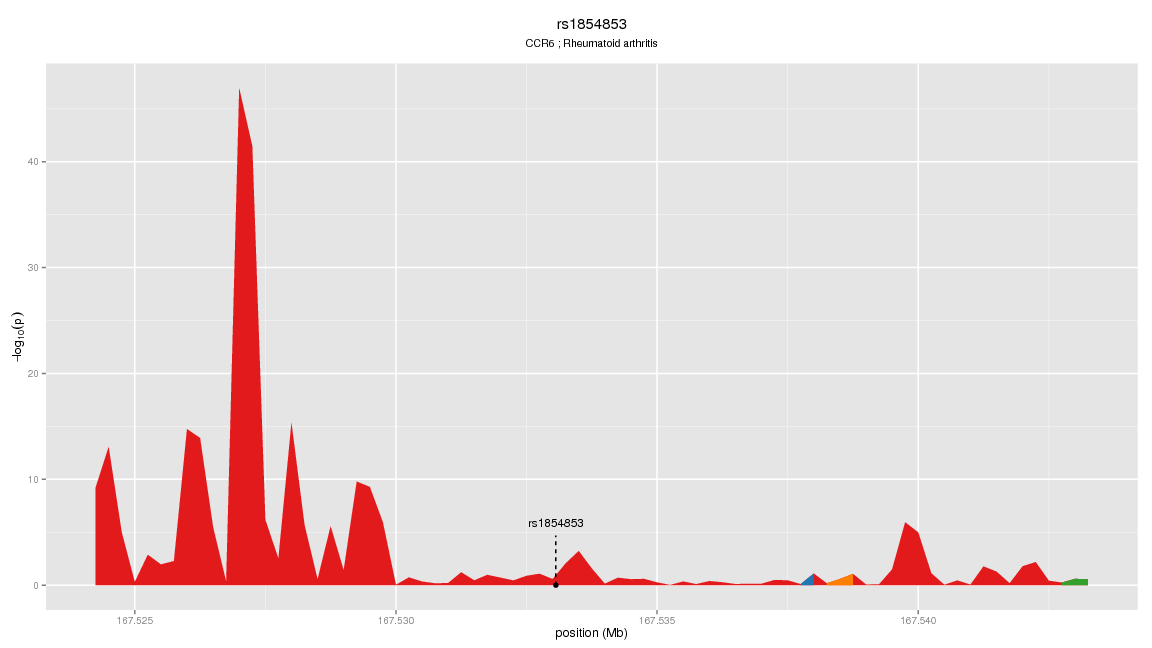 rs1854853
CCR6 ; Rheumatoid arthritis
−log10(p)
40
30
20
10
0
rs1854853
167.525
167.530
167.535
167.540
position (Mb)